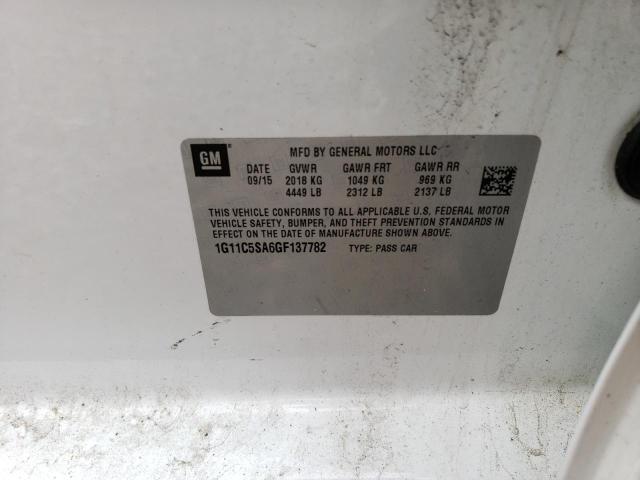 GM
MFD BY GENERAL MOTORS LLC
DATE GVWR GAWR FRT GAWR RR
09/15 2018 KG 1049 KG 969 KG
4449 LB 2312 LB 2137 LB
THIS VEHICLE CONFORMS TO ALL APPLICABLE U.S. FEDERAL MOTOR
VEHICLE SAFETY, BUMPER, AND THEFT PREVENTION STANDARDS IN
EFFECT ON THE DATE OF MANUFACTURE SHOWN ABOVE.
1G11C5SA6GF137782 TYPE: PASS CAR